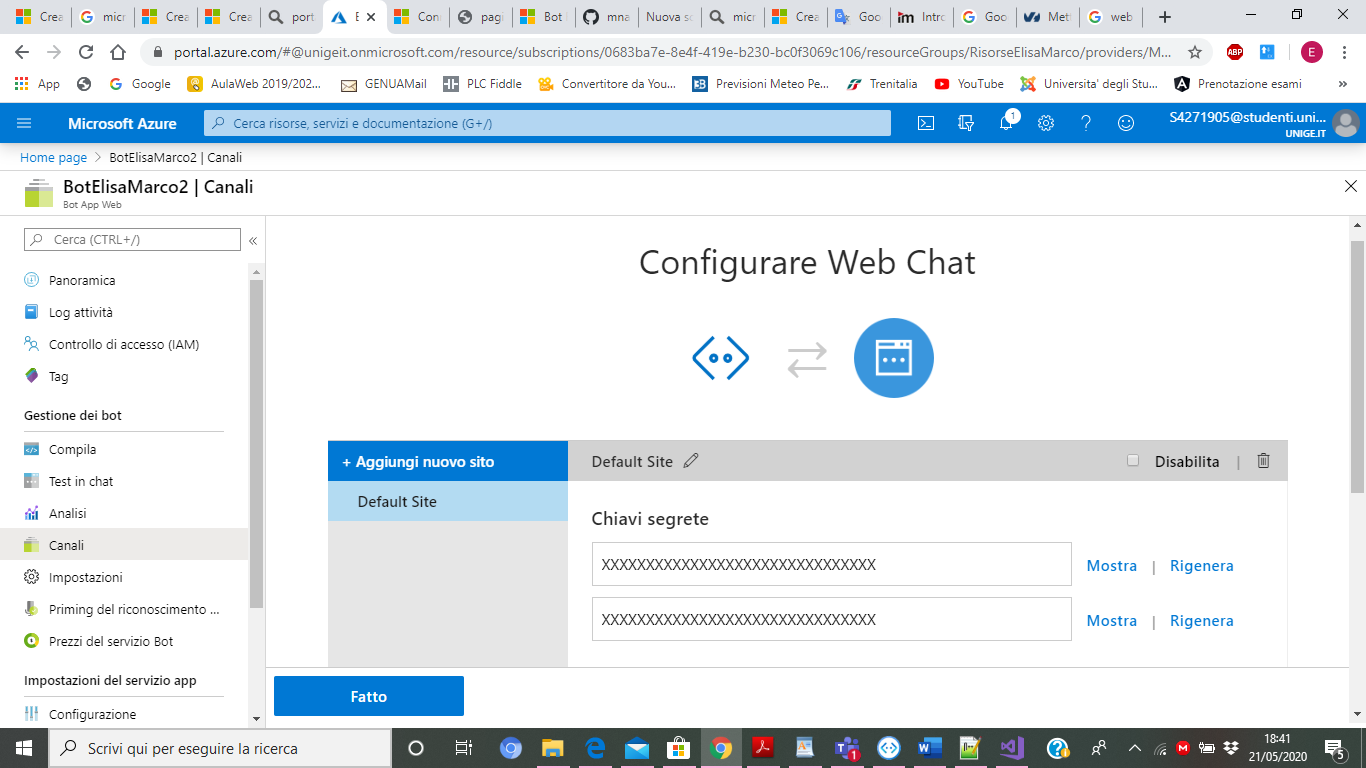 Crea
micr
Crea
Crea
port
E
Con
pagi
Bot
mna
Nuova sc
micr
Crea
Goo
Intro
Goo
Met
web
portal.azure.com/#@unigeit.onmicrosoft.com/resource/subscriptions/0683ba7e-8e4f-419e-b230-bc0f3069c106/resourceGroups/RisorseElisaMarco/providers/M...
ABP
E
App
Google
AulaWeb 2019/202...
GENUAMail
PLC Fiddle
Convertitore da You...
Previsioni Meteo Pe...
Trenitalia
YouTube
Universita' degli Stu...
Prenotazione esami
»
Microsoft Azure
Cerca risorse, servizi e documentazione (G+/)
1
S4271905@studenti.uni...
UNIGE.IT
Home page > BotElisaMarco2 | Canali
BotElisaMarco2 | Canali
Bot App Web
Cerca (CTRL+/)
«
Panoramica
Log attività
Controllo di accesso (IAM)
Tag
Gestione dei bot
Compila
Test in chat
Analisi
Canali
Impostazioni
Priming del riconoscimento ...
Prezzi del servizio Bot
Impostazioni del servizio app
Configurazione
Configurare Web Chat
+ Aggiungi nuovo sito
Default Site
Default Site
Disabilita |
Chiavi segrete
XXXXXXXXXXXXXXXXXXXXXXXXXXXXXXX
Mostra | Rigenera
XXXXXXXXXXXXXXXXXXXXXXXXXXXXXXX
Mostra | Rigenera
Fatto
Scrivi qui per eseguire la ricerca
1
18:41
21/05/2020
5